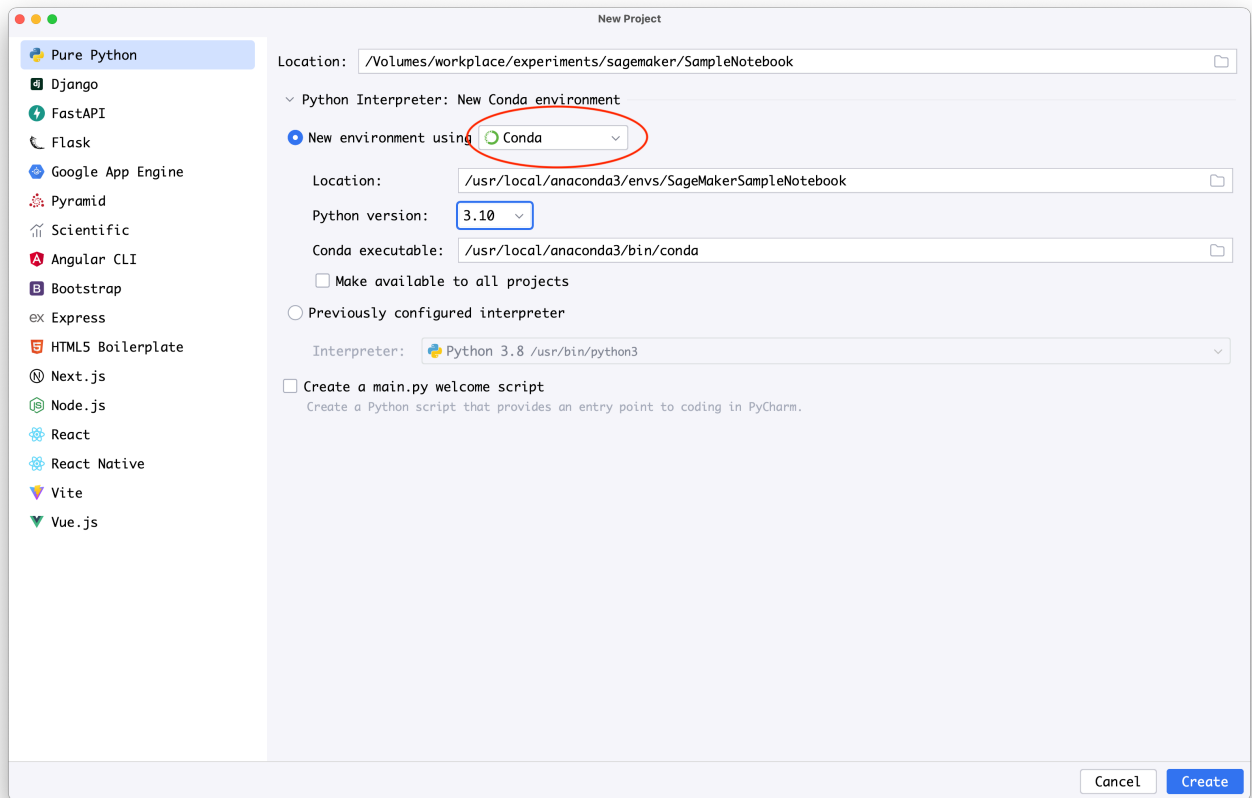 New Project
Pure Python
Django
FastAPI
Flask
Google App Engine
Pyramid
Scientific
Angular CLI
Bootstrap
Express
HTML5 Boilerplate
Next.js
Node.js
React
React Native
Vite
Vue.js
Location: /Volumes/workplace/experiments/sagemaker/SampleNotebook
Python Interpreter: New Conda environment
New environment using Conda
Location: /usr/local/anaconda3/envs/SageMakerSampleNotebook
Python version: 3.10
Conda executable: /usr/local/anaconda3/bin/conda
Make available to all projects
Previously configured interpreter
Interpreter: Python 3.8 /usr/bin/python3
Create a main.py welcome script
Create a Python script that provides an entry point to coding in PyCharm.
Cancel Create